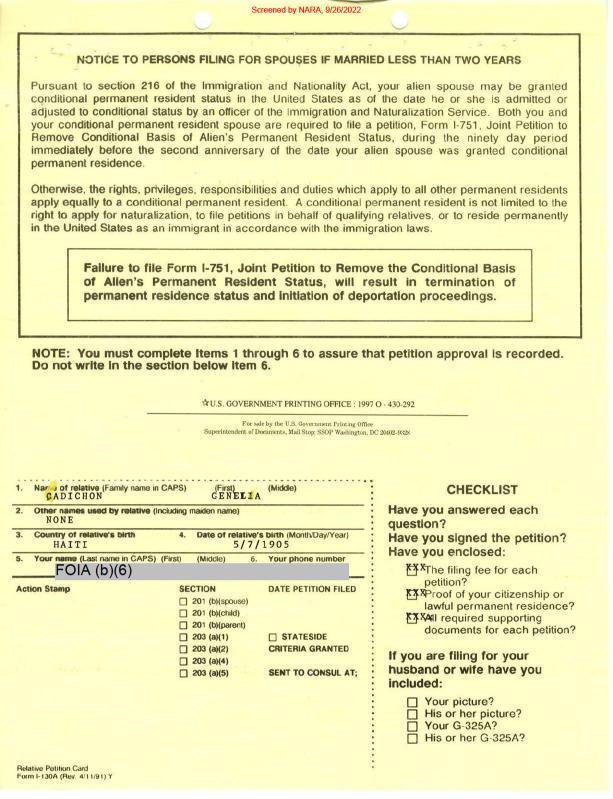 Screened by NARA, 9/26/2022
NOTICE TO PERSONS FILING FOR SPOUSES IF MARRIED LESS THAN TWO YEARS
Pursuant to section 216 of the Immigration and Nationality Act, your alien spouse may be granted
conditional permanent resident status in the United States as of the date he or she is admitted or
adjusted to conditional status by an officer of the Immigration and Naturalization Service. Both you and
your conditional permanent resident spouse are required to file a petition, Form I-751, Joint Petition to
Remove Conditional Basis of Alien's Permanent Resident Status, during the ninety day period
immediately before the second anniversary of the date your alien spouse was granted conditional
permanent residence.
Otherwise, the rights, privileges, responsibilities and duties which apply to all other permanent residents
apply equally to a conditional permanent resident. A conditional permanent resident is not limited to the
right to apply for naturalization, to file petitions in behalf of qualifying relatives, or to reside permanently
in the United States as an immigrant in accordance with the immigration laws.
Failure to file Form I-751, Joint Petition to Remove the Conditional Basis
of Alien's Permanent Resident Status, will result in termination of
permanent residence status and initiation of deportation proceedings.
NOTE: You must complete Items 1 through 6 to assure that petition approval is recorded.
Do not write in the section below item 6.
☆U.S. GOVERNMENT PRINTING OFFICE : 1997 O - 430-292
For sale by the U.S. Government Printing Office
Superintendent of Documents, Mail Stop: SSOP Washington, DC 20402-9328
1. Name of relative (Family name in CAPS) (First) (Middle)
CADICHON GENELIA
2. Other names used by relative (Including maiden name)
NONE
3. Country of relative's birth 4. Date of relative's birth (Month/Day/Year)
HAITI 5/7/1905
5. Your name (Last name in CAPS) (First) (Middle) 6. Your phone number
FOIA (b)(6)
Action Stamp SECTION DATE PETITION FILED
201 (b)(spouse)
201 (b)(child)
201 (b)(parent)
203 (a)(1) STATESIDE
203 (a)(2) CRITERIA GRANTED
203 (a)(4)
203 (a)(5) SENT TO CONSUL AT;
CHECKLIST
Have you answered each
question?
Have you signed the petition?
Have you enclosed:
XXX The filing fee for each
petition?
XXX Proof of your citizenship or
lawful permanent residence?
XXX All required supporting
documents for each petition?
If you are filing for your
husband or wife have you
included:
Your picture?
His or her picture?
Your G-325A?
His or her G-325A?
Relative Petition Card
Form I-130A (Rev. 4/11/91) Y